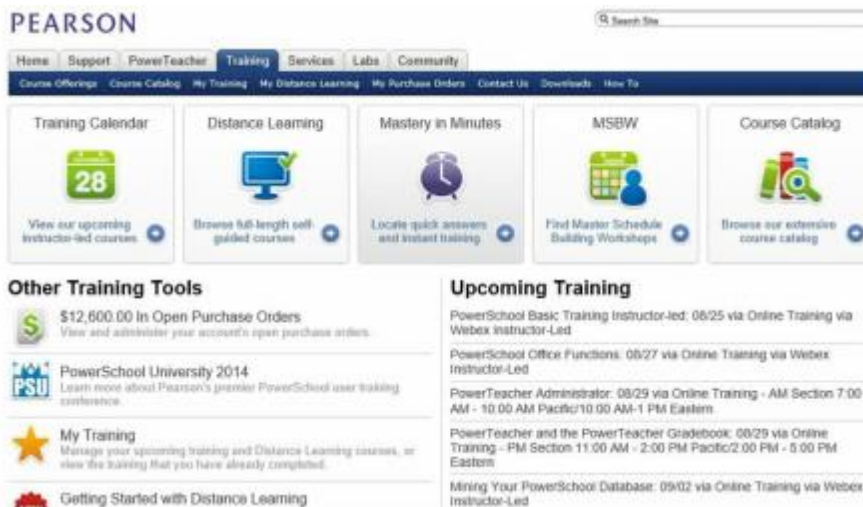 PEARSON
Search Site
Home Support PowerTeacher Training Services Labs Community
Course Offerings Course Catalog My Training My Distance Learning My Purchase Orders Contact Us Downloads How To
Training Calendar
28
View our upcoming
instructor-led courses
Distance Learning
Browse full-length self-
guided courses
Mastery in Minutes
Locate quick answers
and instant training
MSBW
Find Master Schedule
Building Workshops
Course Catalog
Browse our extensive
course catalog
Other Training Tools
$
$12,600.00 In Open Purchase Orders
View and administer your account's open purchase orders.
PSU
PowerSchool University 2014
Learn more about Pearson's premier PowerSchool user training
conference.
My Training
Manage your upcoming training and Distance Learning courses, or
view the training that you have already completed.
Getting Started with Distance Learning
Upcoming Training
PowerSchool Basic Training Instructor-led: 08/25 via Online Training via
Webex Instructor-Led
PowerSchool Office Functions: 08/27 via Online Training via Webex
Instructor-Led
PowerTeacher Administrator: 08/29 via Online Training - AM Section 7:00
AM - 10:00 AM Pacific/10:00 AM-1 PM Eastern
PowerTeacher and the PowerTeacher Gradebook: 08/29 via Online
Training - PM Section 11:00 AM - 2:00 PM Pacific/2:00 PM - 5:00 PM
Eastern
Mining Your PowerSchool Database: 09/02 via Online Training via Webex
Instructor-Led